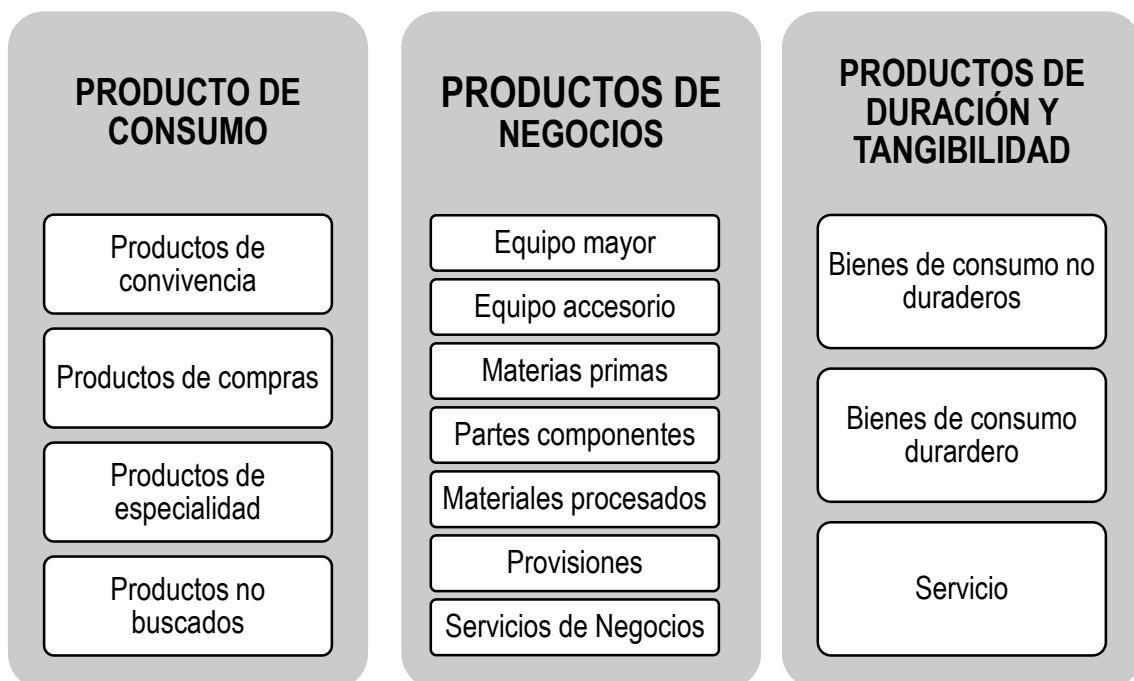 PRODUCTO DE
CONSUMO
Productos de
convivencia
Productos de compras
Productos de
especialidad
Productos no
buscados
PRODUCTOS DE
NEGOCIOS
Equipo mayor
Equipo accesorio
Materias primas
Partes componentes
Materiales procesados
Provisiones
Servicios de Negocios
PRODUCTOS DE
DURACIÓN Y
TANGIBILIDAD
Bienes de consumo no
duraderos
Bienes de consumo
durardero
Servicio